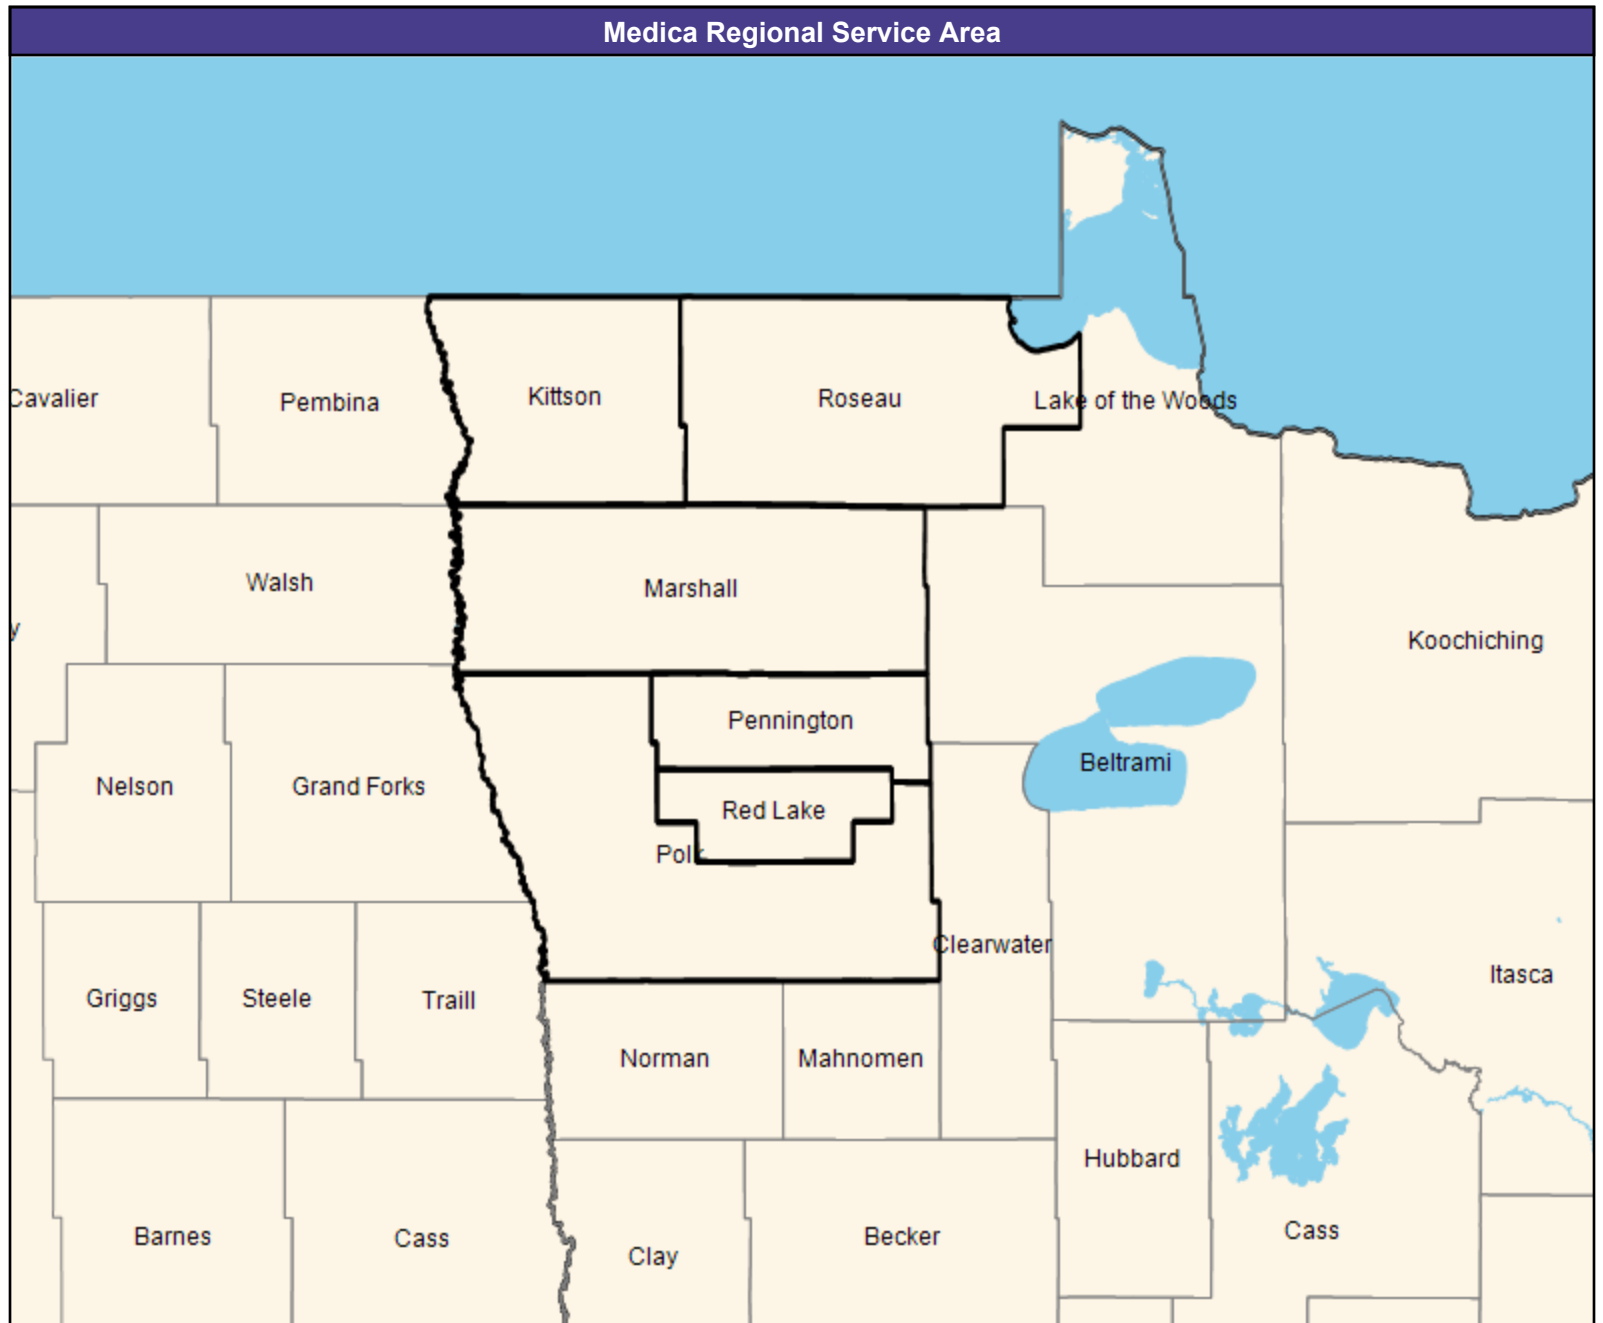 Medica Regional Service Area
Cavalier
Pembina
Kittson
Roseau
Lake of the Woods
Walsh
Marshall
y
Koochiching
Pennington
Beltrami
Nelson
Grand Forks
Red Lake
Polk
Clearwater
Griggs
Steele
Traill
Itasca
Norman
Mahnomen
Hubbard
Barnes
Cass
Clay
Becker
Cass